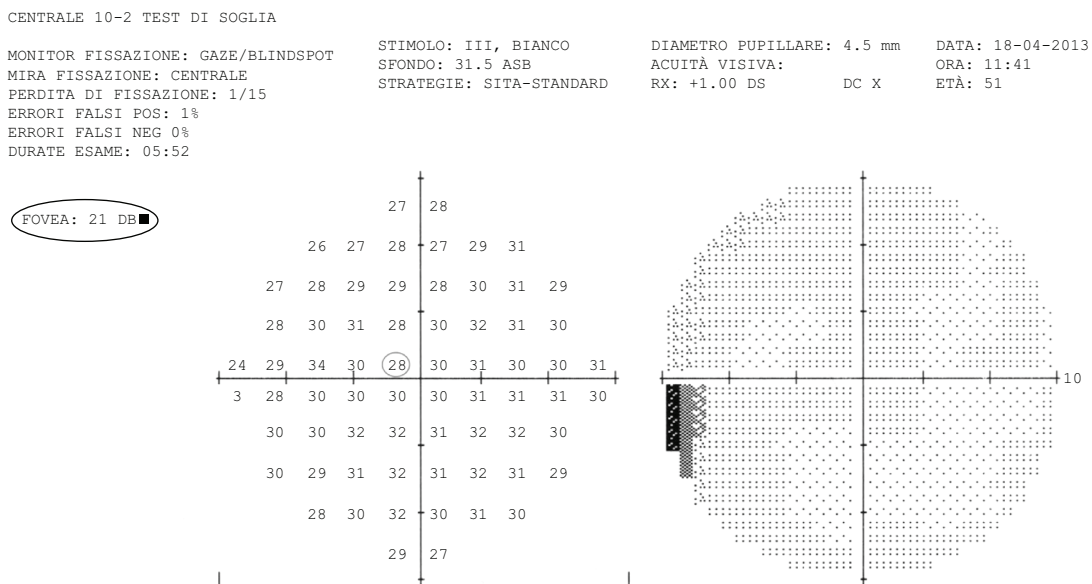 CENTRALE 10-2 TEST DI SOGLIA
MONITOR FISSAZIONE: GAZE/BLINDSPOT
MIRA FISSAZIONE: CENTRALE
PERDITA DI FISSAZIONE: 1/15
ERRORI FALSI POS: 1%
ERRORI FALSI NEG 0%
DURATE ESAME: 05:52
STIMOLO: III, BIANCO
SFONDO: 31.5 ASB
STRATEGIE: SITA-STANDARD
DIAMETRO PUPILLARE: 4.5 mm
ACUITÀ VISIVA:
RX: +1.00 DS DC X
DATA: 18-04-2013
ORA: 11:41
ETÀ: 51
FOVEA: 21 DB■
27 28
26 27 28 27 29 31
27 28 29 29 28 30 31 29
28 30 31 28 30 32 31 30
24 29 34 30 28 30 31 30 30 31
3 28 30 30 30 30 31 31 31 30
30 30 32 32 31 32 32 30
30 29 31 32 31 32 31 29
28 30 32 30 31 30
29 27
10